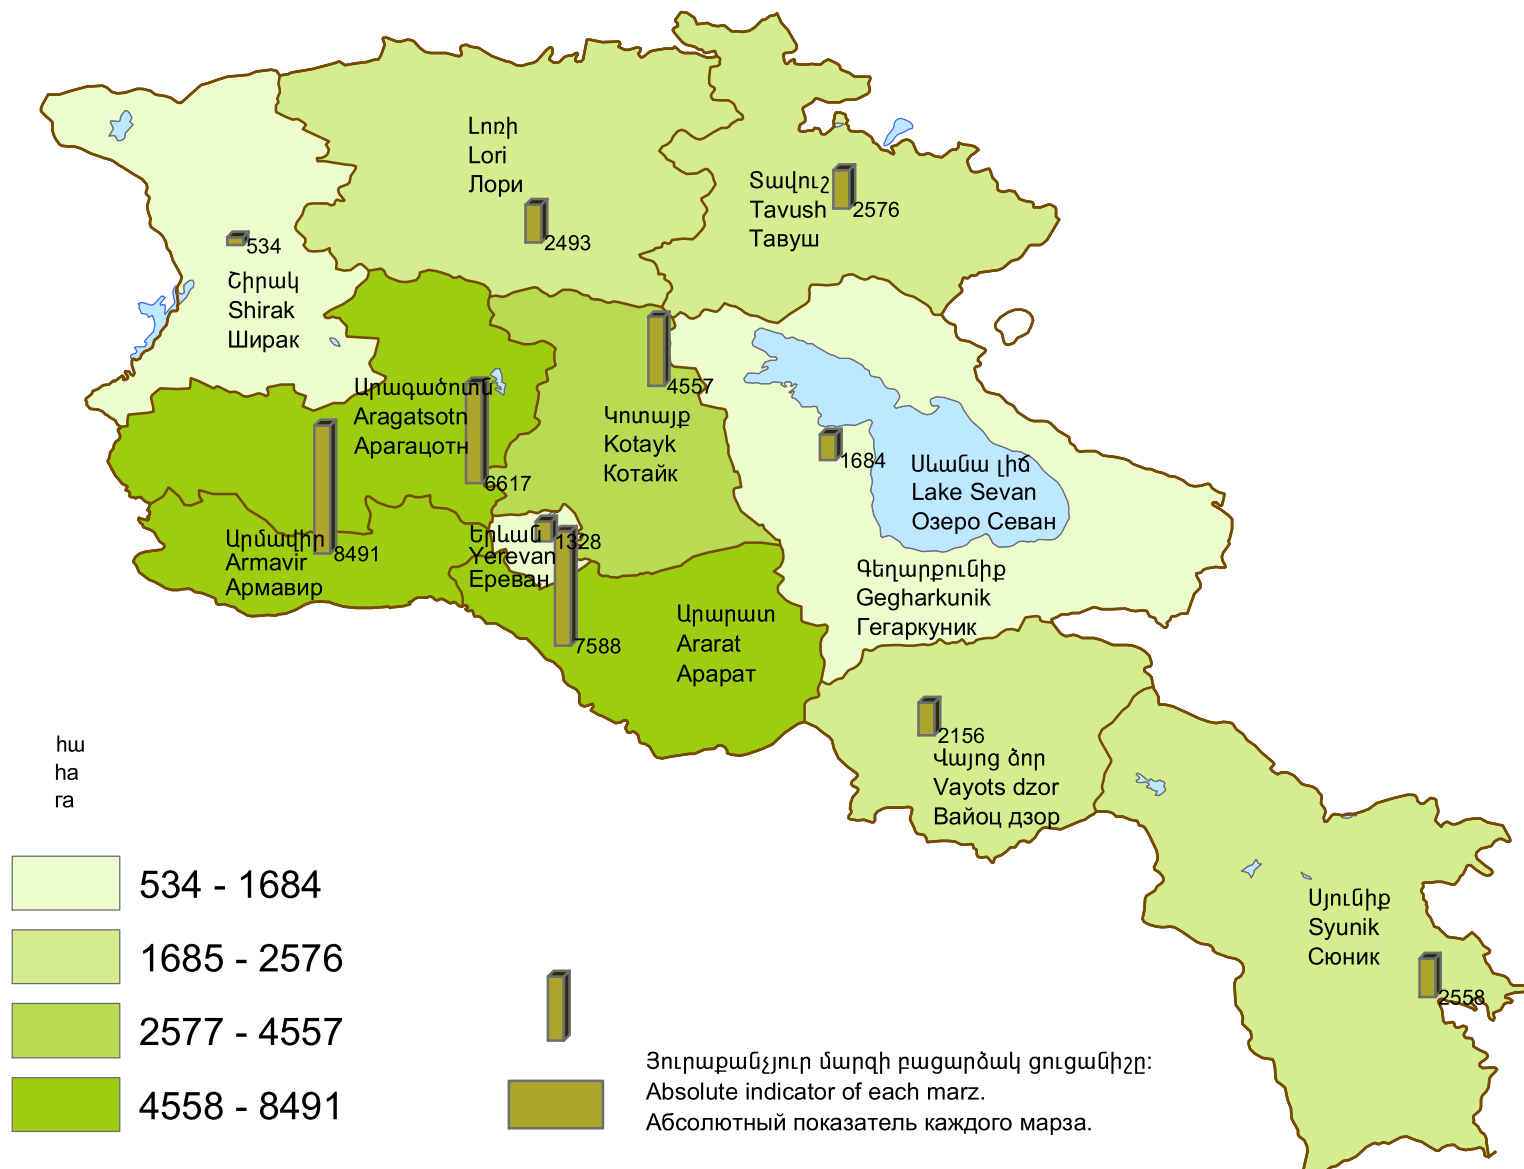 Լոռի
Lori
Лори
2493
Տավուշ
Tavush
Тавуш
2576
534
Շիրակ
Shirak
Ширак
4557
Կոտայք
Kotayk
Котайк
Արագածոտն
Aragatsotn
Арагацотн
6617
1684
Սևանա լիճ
Lake Sevan
Озеро Севан
Արմավիր
Armavir
Армавир
8491
Երևան
Yerevan
Ереван
1328
7588
Գեղարքունիք
Gegharkunik
Гегаркуник
Արարատ
Ararat
Арарат
2156
Վայոց ձոր
Vayots dzor
Вайоц дзор
Սյունիք
Syunik
Сюник
2558
հա
ha
га
534 - 1684
1685 - 2576
2577 - 4557
4558 - 8491
Յուրաքանչյուր մարզի բացարձակ ցուցանիշը:
Absolute indicator of each marz.
Абсолютный показатель каждого марза.